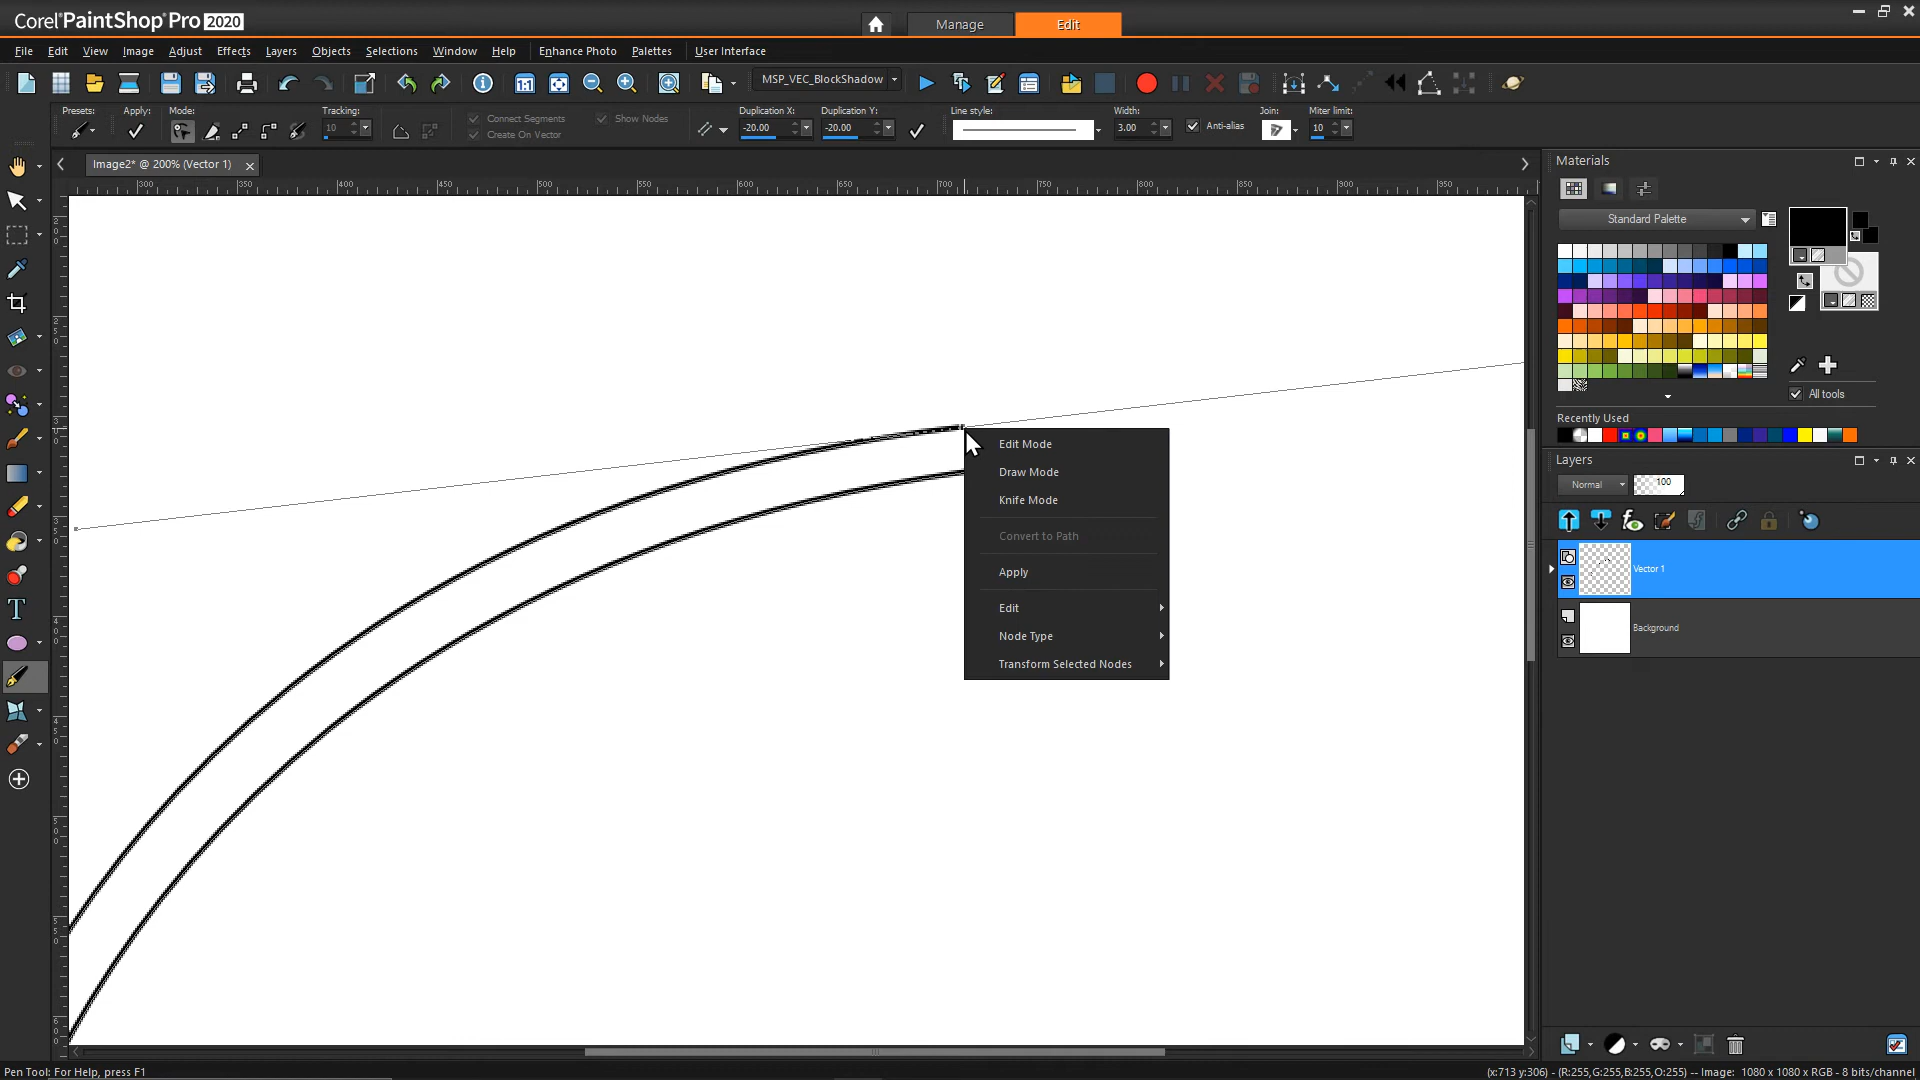 Corel PaintShop Pro 2020
Manage
Edit
File Edit View Image Adjust Effects Layers Objects Selections Window Help Enhance Photo Palettes User Interface
MSP_VEC_BlockShadow
Presets: Apply: Mode: Tracking: Duplication X: Duplication Y: Line style: Width: Join: Miter limit:
10 Connect Segments Show Nodes -20.00 -20.00 3.00 Anti-alias 10
Create On Vector
Image2* @ 200% (Vector 1)
Materials
Standard Palette
All tools
Recently Used
Layers
Normal 100
Vector 1
Background
Edit Mode
Draw Mode
Knife Mode
Convert to Path
Apply
Edit
Node Type
Transform Selected Nodes
Pen Tool: For Help, press F1
(x:713 y:306) - (R:255,G:255,B:255,O:255) -- Image: 1080 x 1080 x RGB - 8 bits/channel